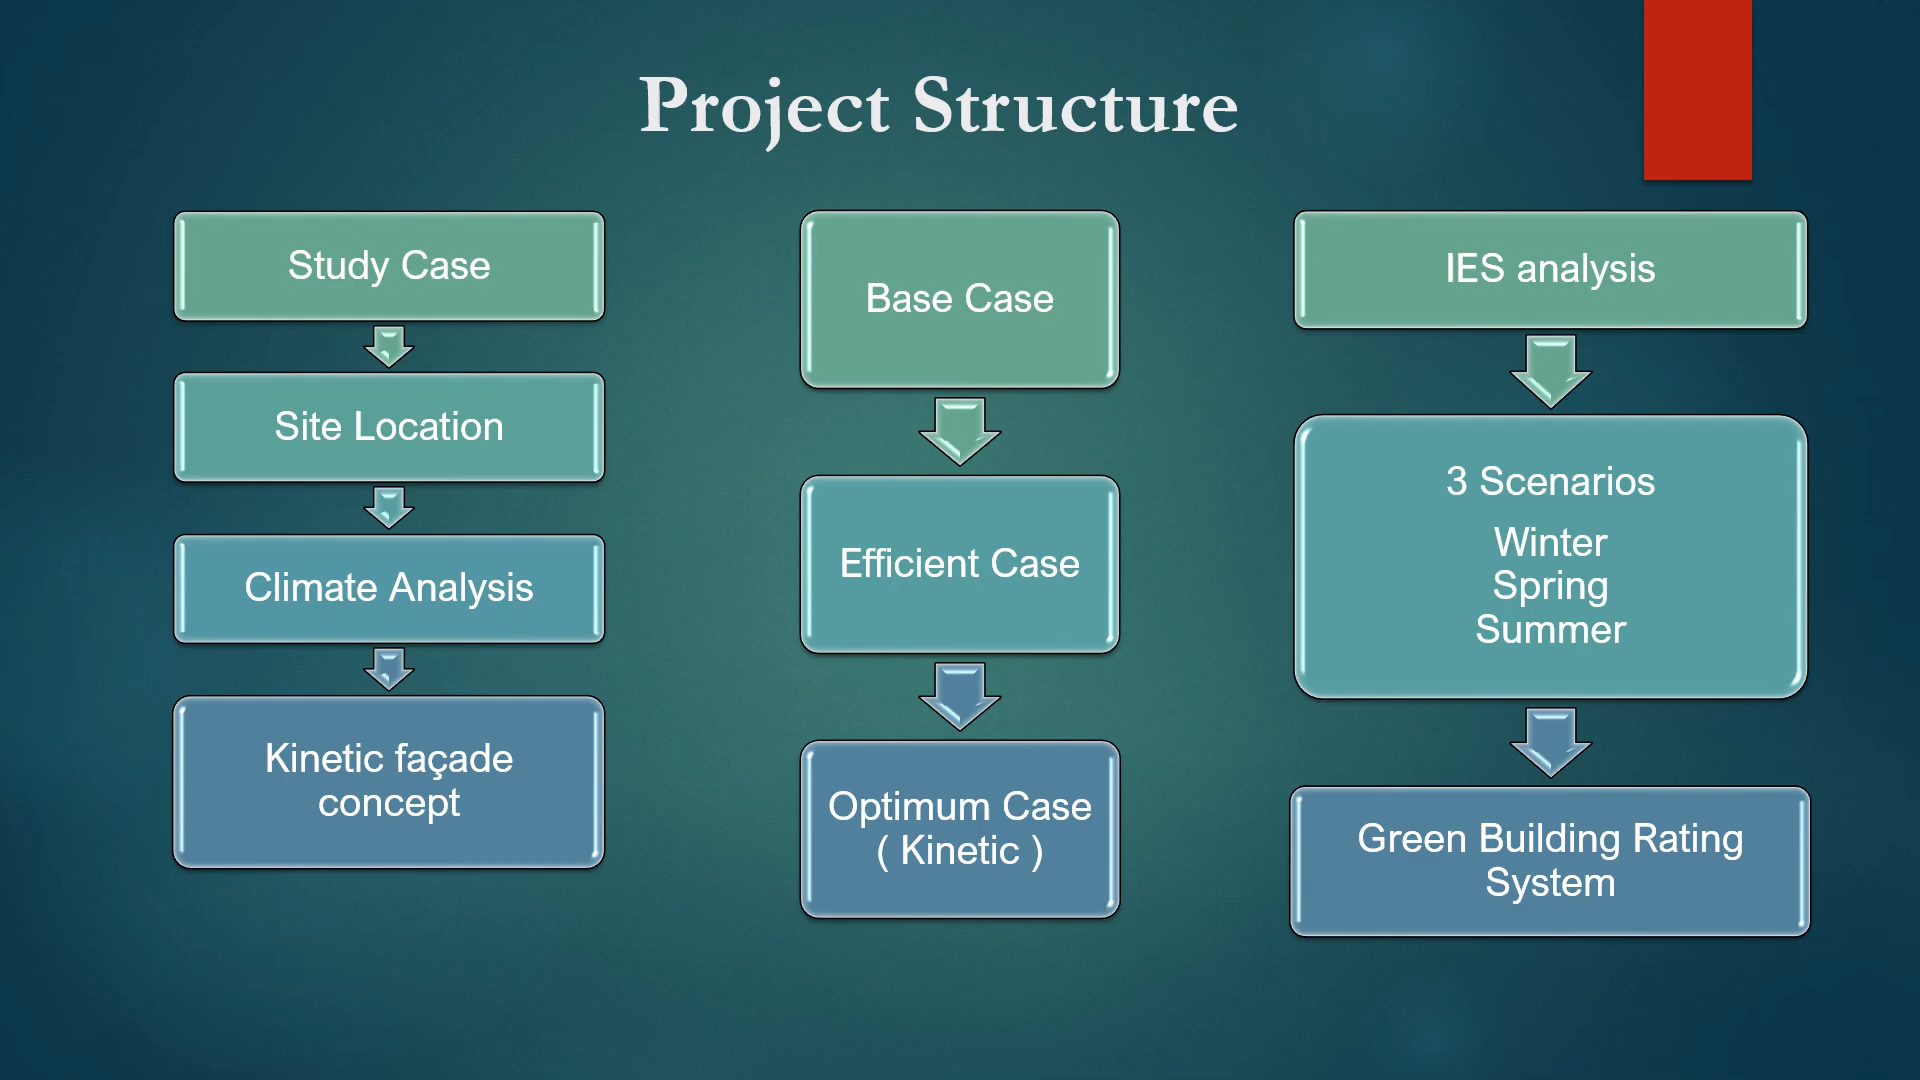 Project Structure
Study Case
Site Location
Climate Analysis
Kinetic façade
concept
Base Case
Efficient Case
Optimum Case
( Kinetic )
IES analysis
3 Scenarios
Winter
Spring
Summer
Green Building Rating
System